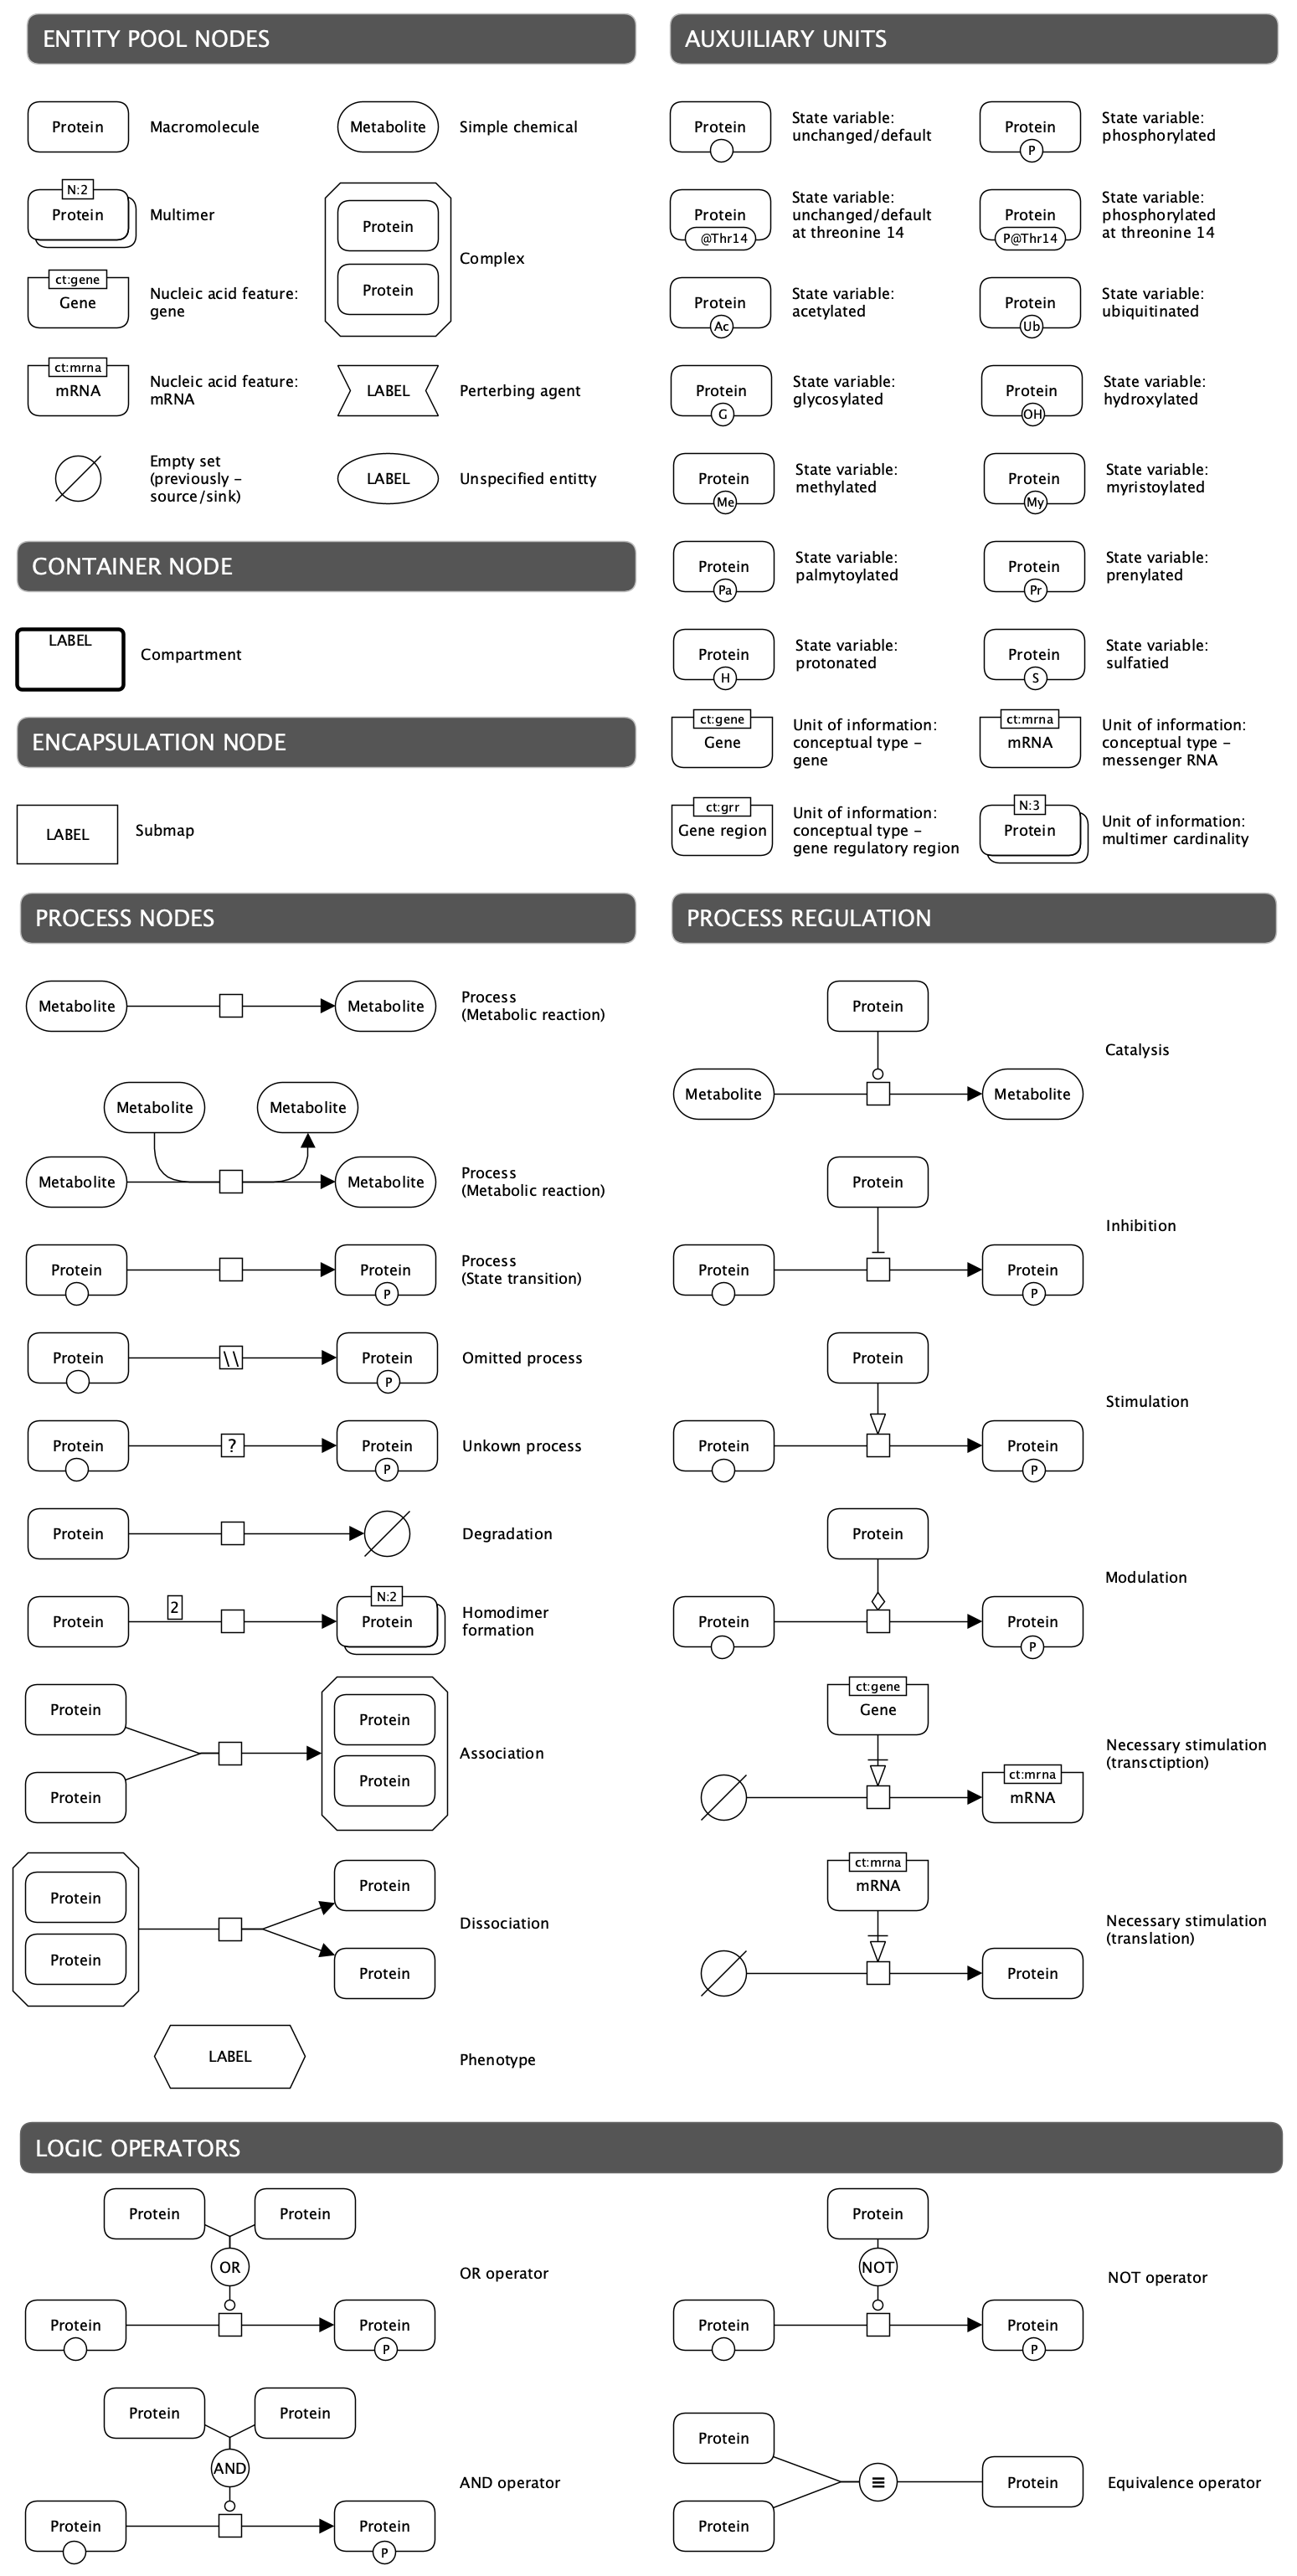 ENTITY POOL NODES
Protein
Macromolecule
Metabolite
Simple chemical
N:2
Protein
Multimer
Protein
Protein
Complex
ct:gene
Gene
Nucleic acid feature:
gene
ct:mrna
mRNA
Nucleic acid feature:
mRNA
LABEL
Perterbing agent
Empty set
(previously –
source/sink)
LABEL
Unspecified entitty
CONTAINER NODE
LABEL
Compartment
ENCAPSULATION NODE
LABEL
Submap
AUXUILIARY UNITS
Protein
State variable:
unchanged/default
Protein
P
State variable:
phosphorylated
Protein
@Thr14
State variable:
unchanged/default
at threonine 14
Protein
P@Thr14
State variable:
phosphorylated
at threonine 14
Protein
Ac
State variable:
acetylated
Protein
Ub
State variable:
ubiquitinated
Protein
G
State variable:
glycosylated
Protein
OH
State variable:
hydroxylated
Protein
Me
State variable:
methylated
Protein
My
State variable:
myristoylated
Protein
Pa
State variable:
palmytoylated
Protein
Pr
State variable:
prenylated
Protein
H
State variable:
protonated
Protein
S
State variable:
sulfatied
ct:gene
Gene
Unit of information:
conceptual type –
gene
ct:mrna
mRNA
Unit of information:
conceptual type –
messenger RNA
ct:grr
Gene region
Unit of information:
conceptual type –
gene regulatory region
N:3
Protein
Unit of information:
multimer cardinality
PROCESS NODES
Metabolite
Metabolite
Process
(Metabolic reaction)
Metabolite
Metabolite
Metabolite
Metabolite
Process
(Metabolic reaction)
Protein
Protein
P
Process
(State transition)
Protein
\\
Protein
P
Omitted process
Protein
?
Protein
P
Unkown process
Protein
Degradation
Protein
2
N:2
Protein
Homodimer
formation
Protein
Protein
Protein
Protein
Association
Protein
Protein
Protein
Protein
Dissociation
LABEL
Phenotype
PROCESS REGULATION
Protein
Metabolite
Metabolite
Catalysis
Protein
Protein
Protein
P
Inhibition
Protein
Protein
Protein
P
Stimulation
Protein
Protein
Protein
P
Modulation
ct:gene
Gene
ct:mrna
mRNA
Necessary stimulation
(transctiption)
ct:mrna
mRNA
Protein
Necessary stimulation
(translation)
LOGIC OPERATORS
Protein
Protein
OR
Protein
Protein
P
OR operator
Protein
NOT
Protein
Protein
P
NOT operator
Protein
Protein
AND
Protein
Protein
P
AND operator
Protein
Protein
≡
Protein
Equivalence operator